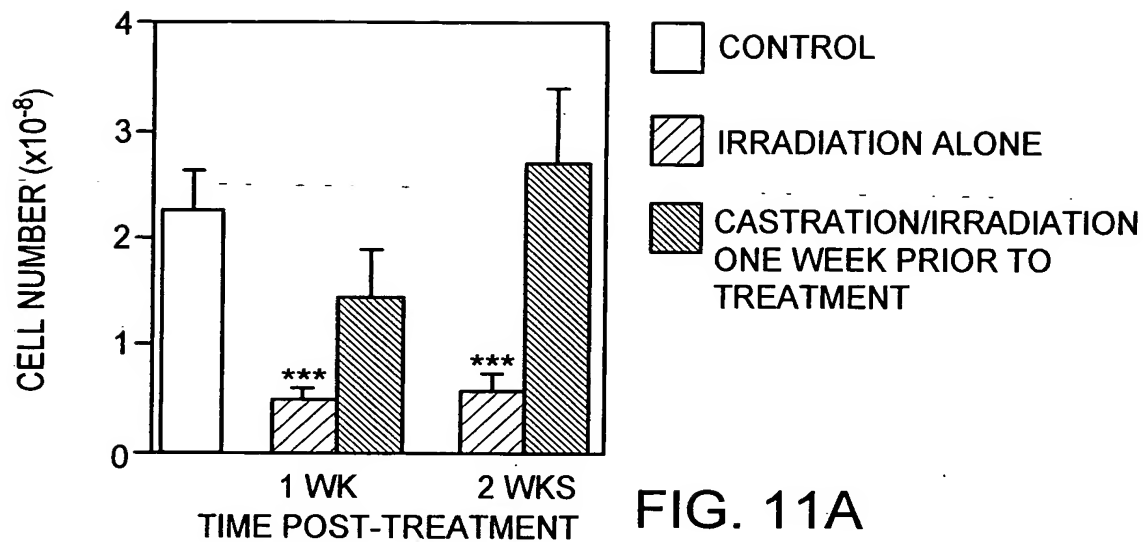 4
3
2
1
0
CELL NUMBER (x10⁻⁸)
***
***
1 WK
2 WKS
TIME POST-TREATMENT
CONTROL
IRRADIATION ALONE
CASTRATION/IRRADIATION
ONE WEEK PRIOR TO
TREATMENT
FIG. 11A